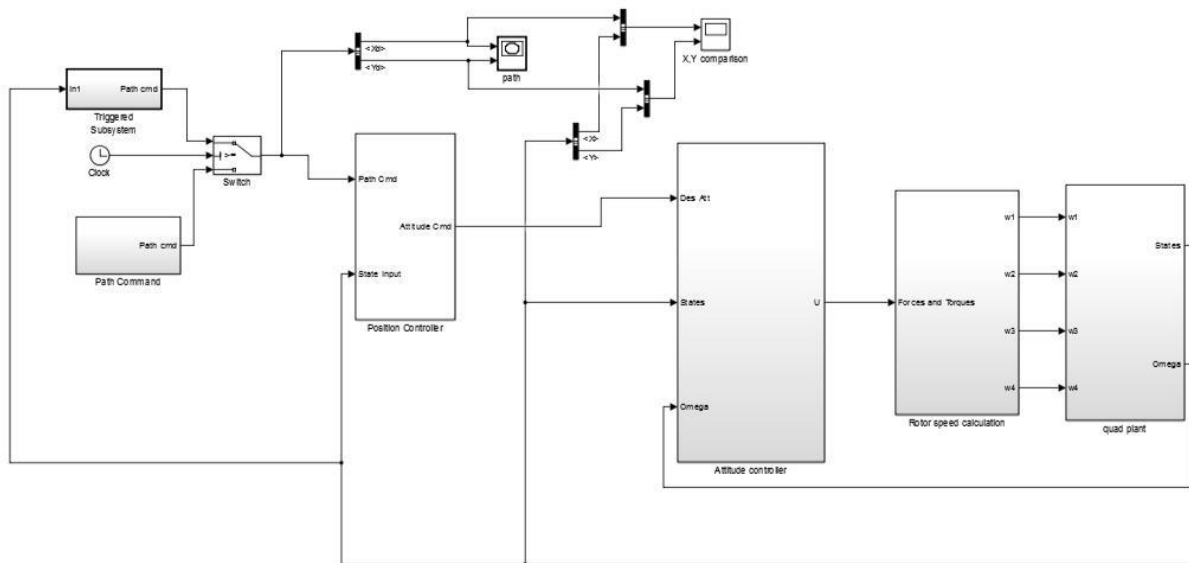 <Xd>
<Yd>
path
X,Y comparison
In1
Path cmd
Triggered
Subsystem
Clock
> =
Switch
Path cmd
Path Command
<X>
<Y>
Path Cmd
Attitude Cmd
State Input
Position Controller
Des Att
States
U
Omega
Attitude controller
Forces and Torques
w1
w2
w3
w4
Rotor speed calculation
w1
w2
w3
w4
States
Omega
quad plant